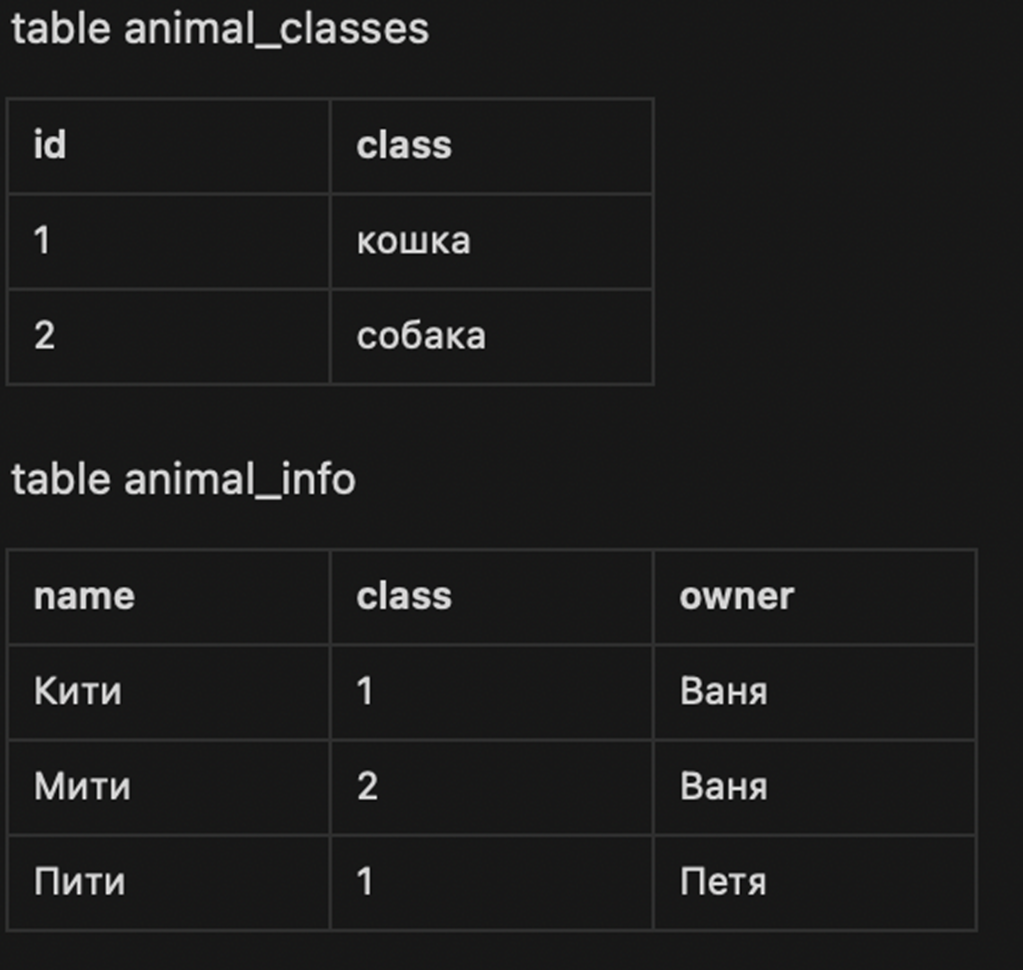 table animal_classes
id class
1 кошка
2 собака
table animal_info
name class owner
Кити 1 Ваня
Мити 2 Ваня
Пити 1 Петя